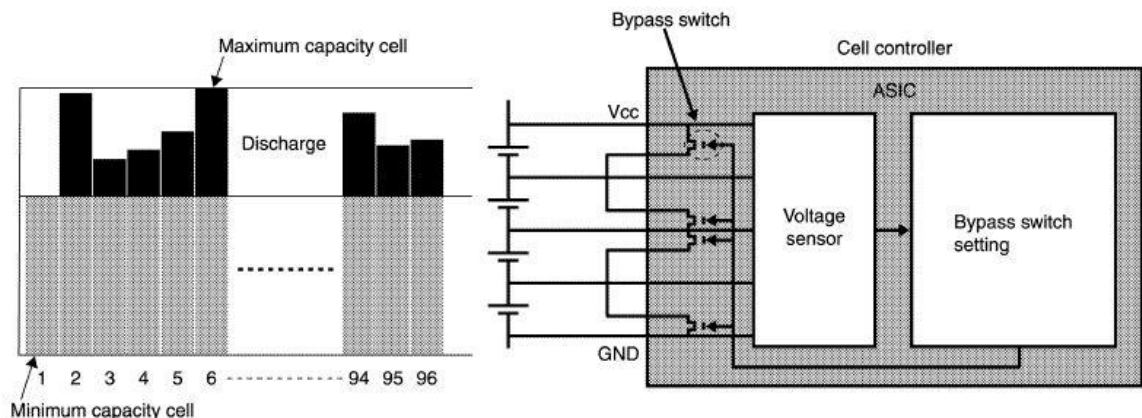 Maximum capacity cell
Discharge
1 2 3 4 5 6 94 95 96
Minimum capacity cell
Bypass switch
Cell controller
ASIC
Vcc
Voltage
sensor
Bypass switch
setting
GND